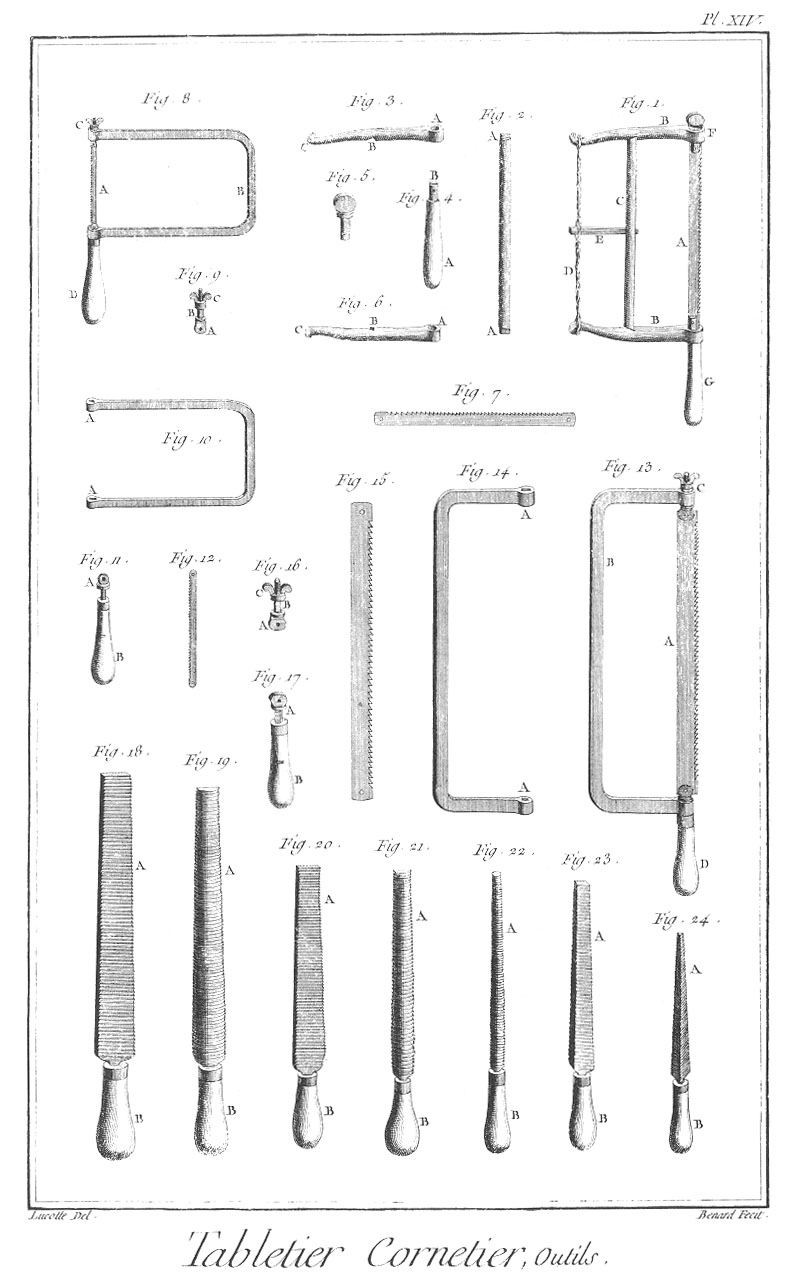 Pl. XIV.
Fig. 8.
C
A
B
D
Fig. 3.
A
B
C
Fig. 2.
A
A
Fig. 1.
B
F
C
A
E
D
B
G
Fig. 5.
Fig. 4.
B
A
Fig. 9.
C
B
A
Fig. 6.
C
B
A
Fig. 10.
A
A
Fig. 7.
Fig. 15.
Fig. 14.
A
A
Fig. 13.
C
B
A
D
Fig. 11.
A
B
Fig. 12.
Fig. 16.
C
B
A
Fig. 17.
A
B
Fig. 18.
A
B
Fig. 19.
A
B
Fig. 20.
A
B
Fig. 21.
A
B
Fig. 22.
A
B
Fig. 23.
A
B
Fig. 24.
A
B
Lucotte Del.
Benard Fecit.
Tabletier Cornetier, Outils.